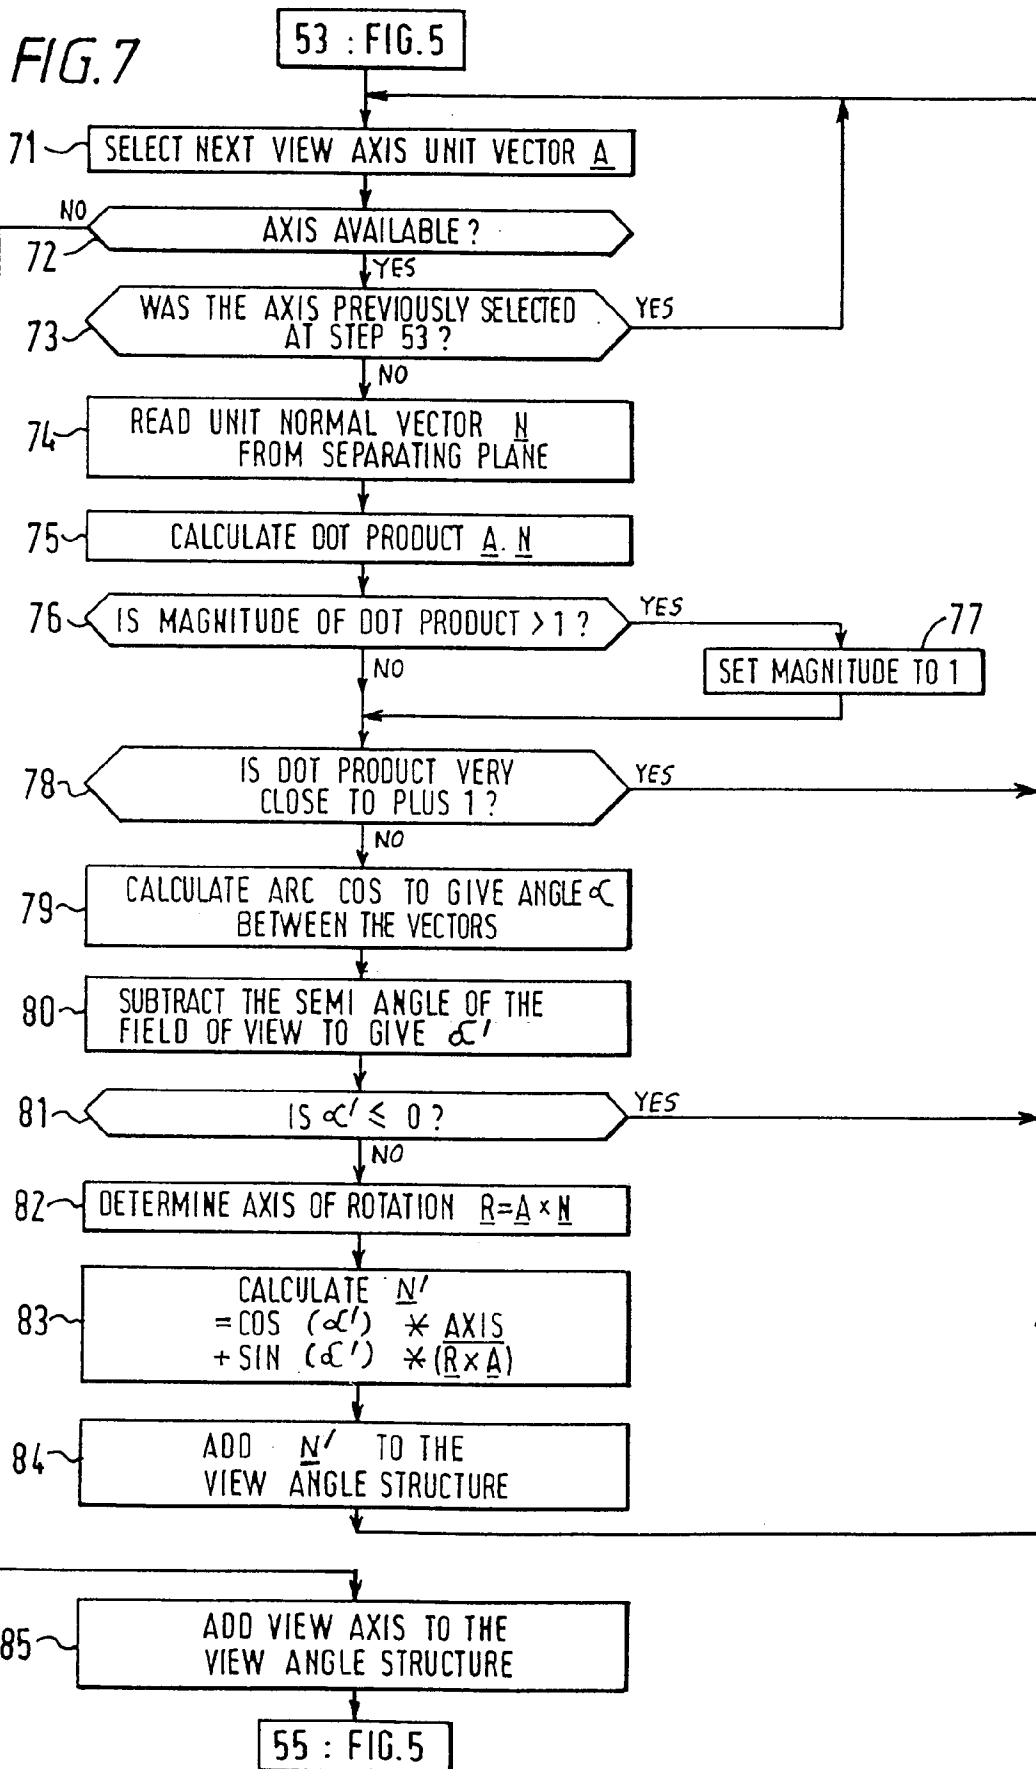 FIG.7
53 : FIG.5
71
SELECT NEXT VIEW AXIS UNIT VECTOR A
NO
72
AXIS AVAILABLE?
YES
73
WAS THE AXIS PREVIOUSLY SELECTED
AT STEP 53?
YES
NO
74
READ UNIT NORMAL VECTOR N
FROM SEPARATING PLANE
75
CALCULATE DOT PRODUCT A. N
76
IS MAGNITUDE OF DOT PRODUCT > 1?
YES
77
SET MAGNITUDE TO 1
NO
78
IS DOT PRODUCT VERY
CLOSE TO PLUS 1?
YES
NO
79
CALCULATE ARC COS TO GIVE ANGLE α
BETWEEN THE VECTORS
80
SUBTRACT THE SEMI ANGLE OF THE
FIELD OF VIEW TO GIVE α'
81
IS α' ≤ 0?
YES
NO
82
DETERMINE AXIS OF ROTATION R=A×N
83
CALCULATE N'
=COS (α') * AXIS
+SIN (α') * (R×A)
84
ADD N' TO THE
VIEW ANGLE STRUCTURE
85
ADD VIEW AXIS TO THE
VIEW ANGLE STRUCTURE
55 : FIG.5